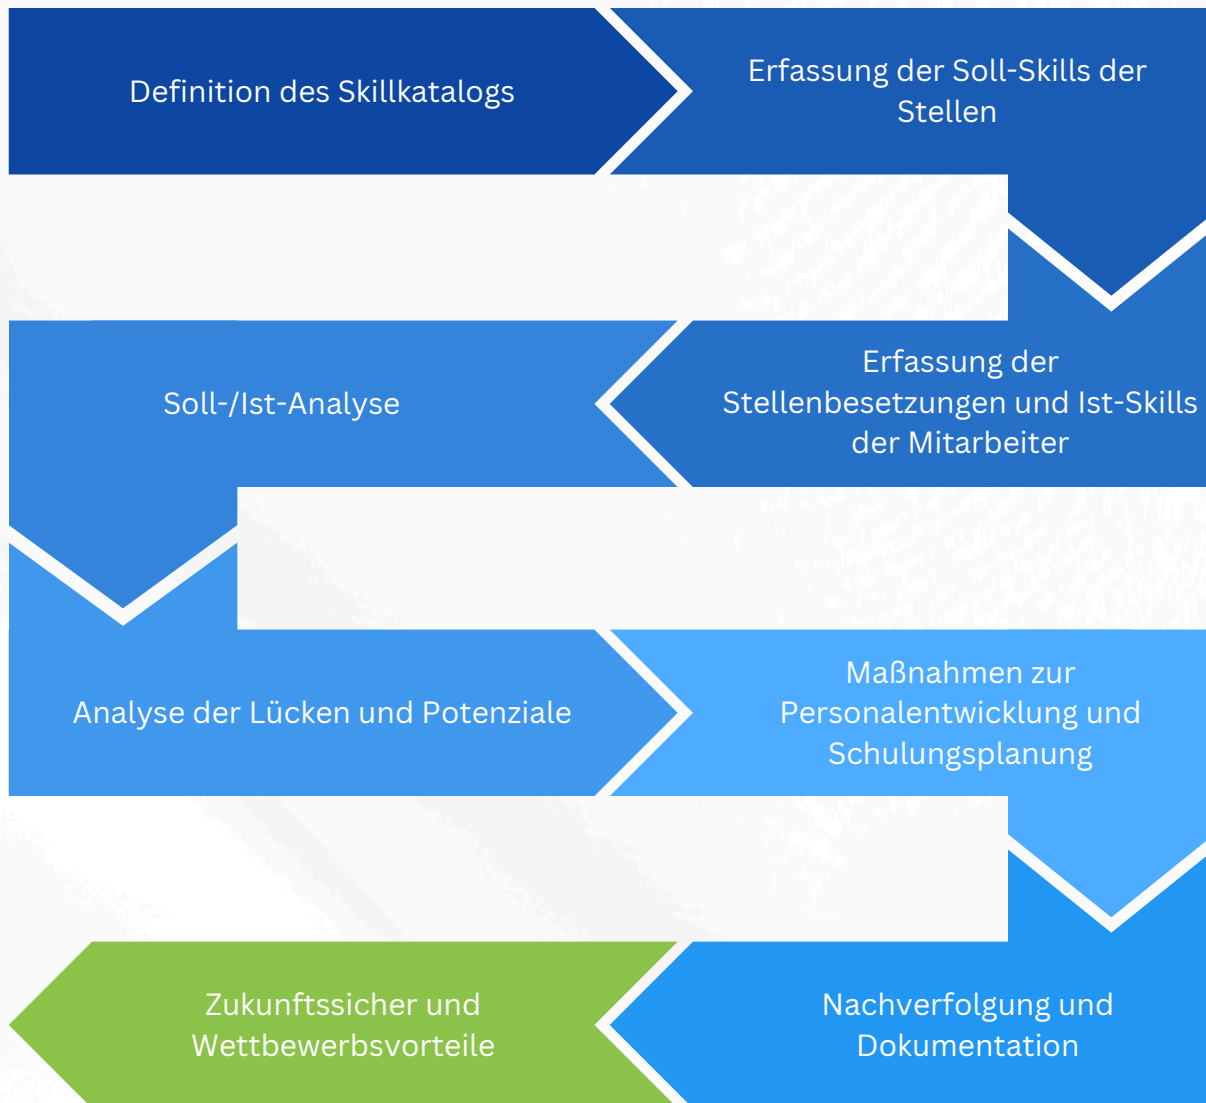 Definition des Skillkatalogs
Erfassung der Soll-Skills der
Stellen
Erfassung der
Stellenbesetzungen und Ist-Skills
der Mitarbeiter
Soll-/Ist-Analyse
Analyse der Lücken und Potenziale
Maßnahmen zur
Personalentwicklung und
Schulungsplanung
Nachverfolgung und
Dokumentation
Zukunftssicher und
Wettbewerbsvorteile